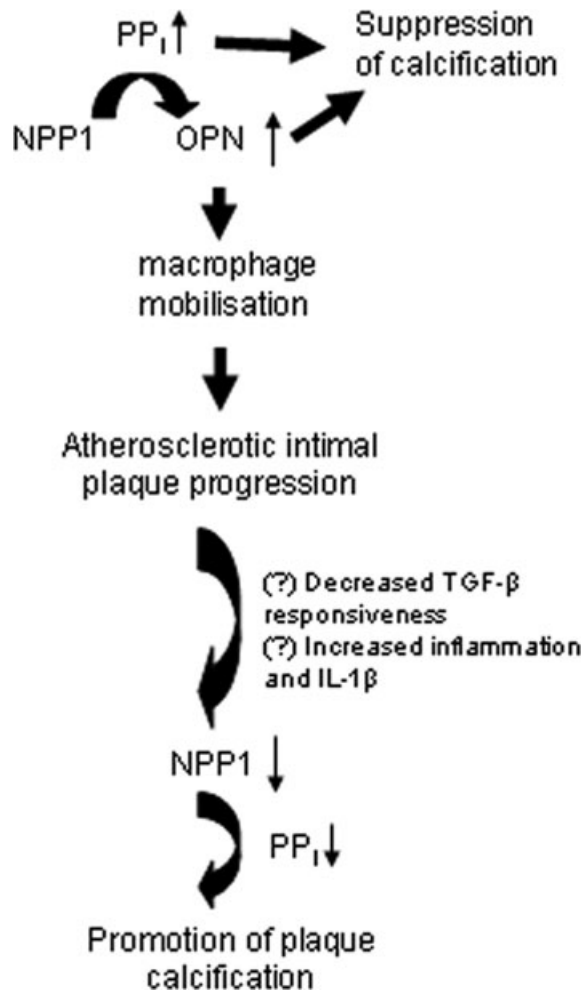 PPI↑
Suppression
of calcification
NPP1
OPN ↑
macrophage
mobilisation
Atherosclerotic intimal
plaque progression
(?) Decreased TGF-β
responsiveness
(?) Increased inflammation
and IL-1β
NPP1 ↓
PPI↓
Promotion of plaque
calcification